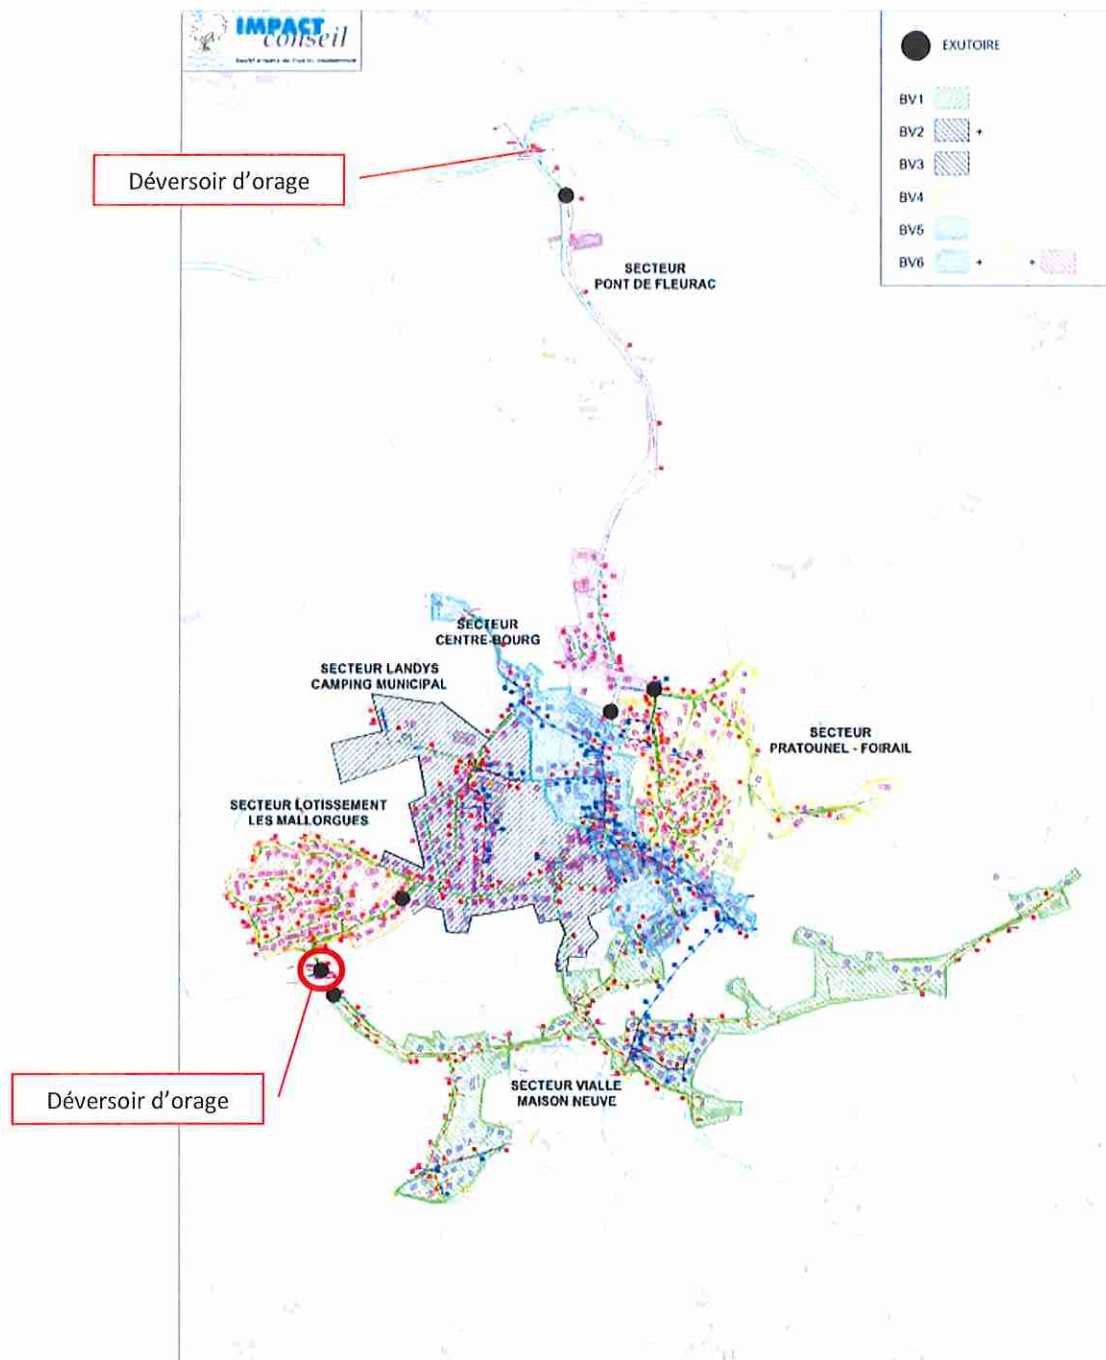 IMPACT
conseil
EXUTOIRE
BV1
BV2 +
BV3
BV4
BV5
BV6 + +
Déversoir d'orage
SECTEUR
PONT DE FLEURAC
SECTEUR
CENTRE-BOURG
SECTEUR LANDYS
CAMPING MUNICIPAL
SECTEUR
PRATOUNEL - FOIRAIL
SECTEUR LOTISSEMENT
LES MALLORGUES
SECTEUR VIALLE
MAISON NEUVE
Déversoir d'orage